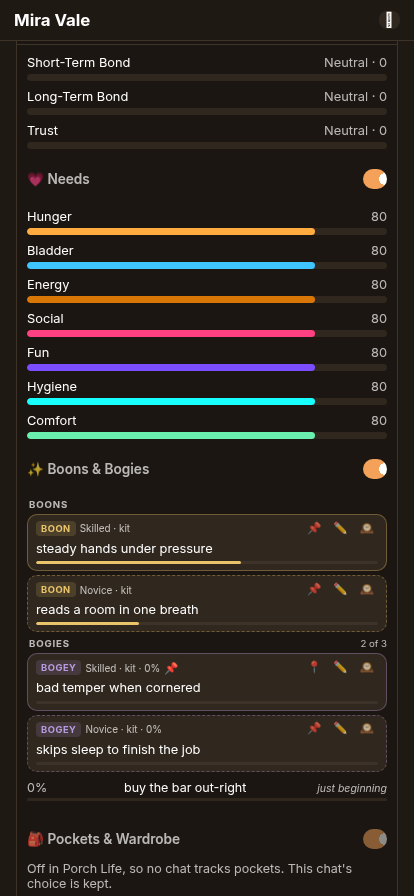 Mira Vale
Short-Term Bond Neutral · 0
Long-Term Bond Neutral · 0
Trust Neutral · 0
Needs
Hunger 80
Bladder 80
Energy 80
Social 80
Fun 80
Hygiene 80
Comfort 80
Boons & Bogies
BOONS
BOON Skilled · kit
steady hands under pressure
BOON Novice · kit
reads a room in one breath
BOGIES 2 of 3
BOGEY Skilled · kit · 0%
bad temper when cornered
BOGEY Novice · kit · 0%
skips sleep to finish the job
0% buy the bar out-right just beginning
Pockets & Wardrobe
Off in Porch Life, so no chat tracks pockets. This chat's
choice is kept.